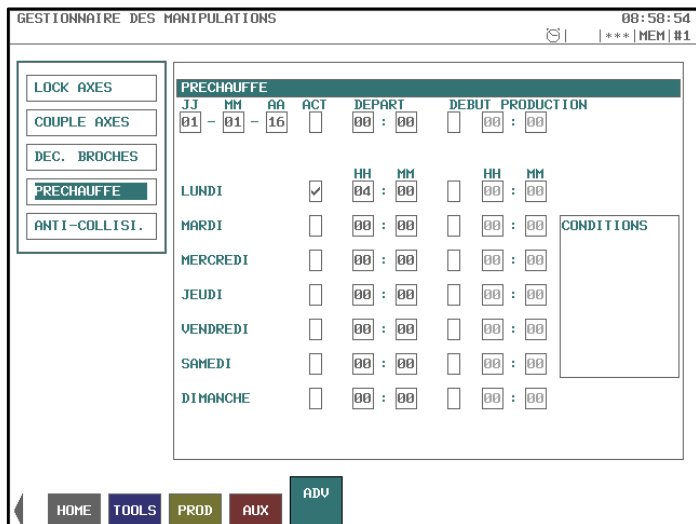 GESTIONNAIRE DES MANIPULATIONS 08:58:54
|***|MEM|#1
LOCK AXES
COUPLE AXES
DEC. BROCHES
PRECHAUFFE
ANTI-COLLISI.
PRECHAUFFE
JJ MM AA ACT DEPART DEBUT PRODUCTION
01 - 01 - 16 00 : 00 00 : 00
HH MM HH MM
LUNDI 04 : 00 00 : 00
MARDI 00 : 00 00 : 00
MERCREDI 00 : 00 00 : 00
JEUDI 00 : 00 00 : 00
VENDREDI 00 : 00 00 : 00
SAMEDI 00 : 00 00 : 00
DIMANCHE 00 : 00 00 : 00
CONDITIONS
HOME TOOLS PROD AUX ADV